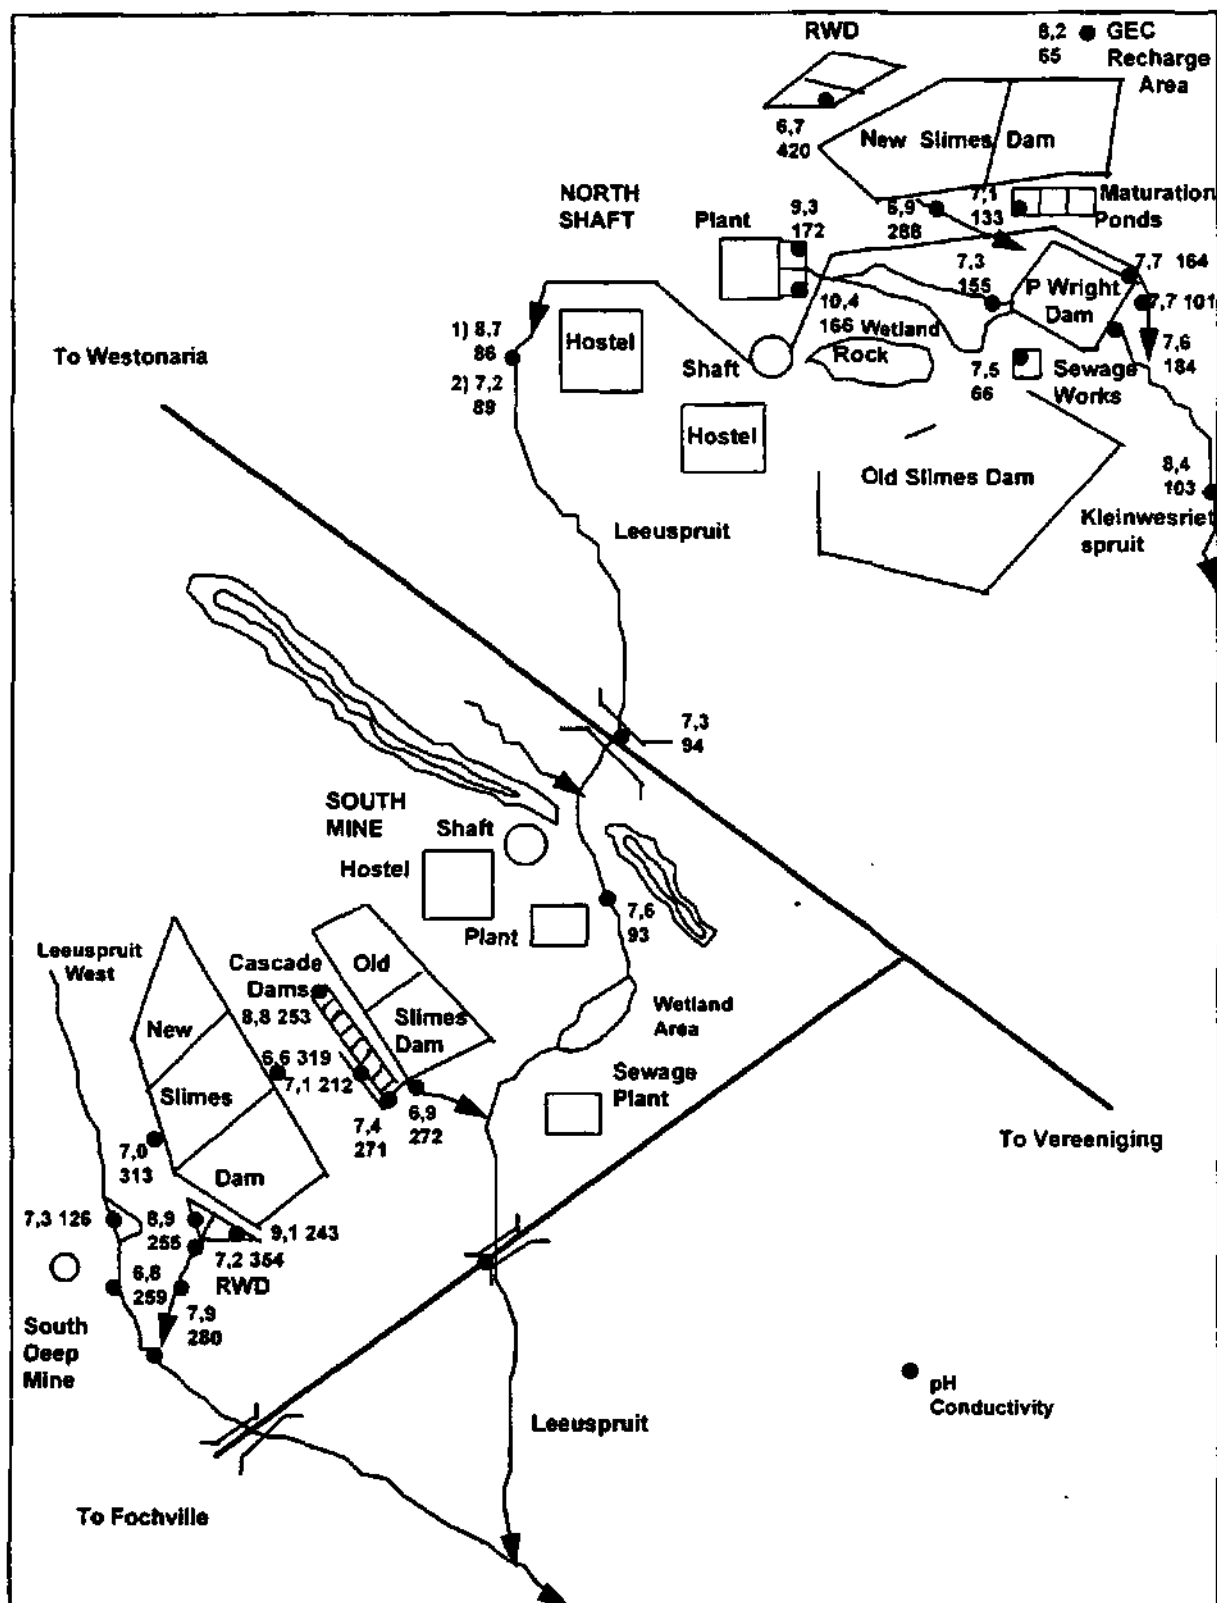 RWD
8,2
65
GEC
Recharge
Area
6,7
420
New Slimes Dam
NORTH
SHAFT
Plant
9,3
172
6,9
288
7,1
133
Maturation
Ponds
7,3
155
P Wright
Dam
7,7 164
7,7 101
10,4
166 Wetland
Rock
7,6
184
1) 8,7
86
2) 7,2
89
Hostel
Shaft
7,5
66
Sewage
Works
To Westonaria
Hostel
Old Slimes Dam
8,4
103
Kleinwesriet
spruit
Leeuspruit
7,3
94
SOUTH
MINE
Shaft
Hostel
Plant
7,6
93
Leeuspruit
West
Cascade
Dams
8,8 253
Old
Slimes
Dam
Wetland
Area
New
Slimes
Dam
6,6 319
7,1 212
7,4
271
6,9
272
Sewage
Plant
To Vereeniging
7,0
313
7,3 126
8,9
255
9,1 243
7,2 354
RWD
6,8
259
7,9
280
South
Deep
Mine
pH
Conductivity
Leeuspruit
To Fochville